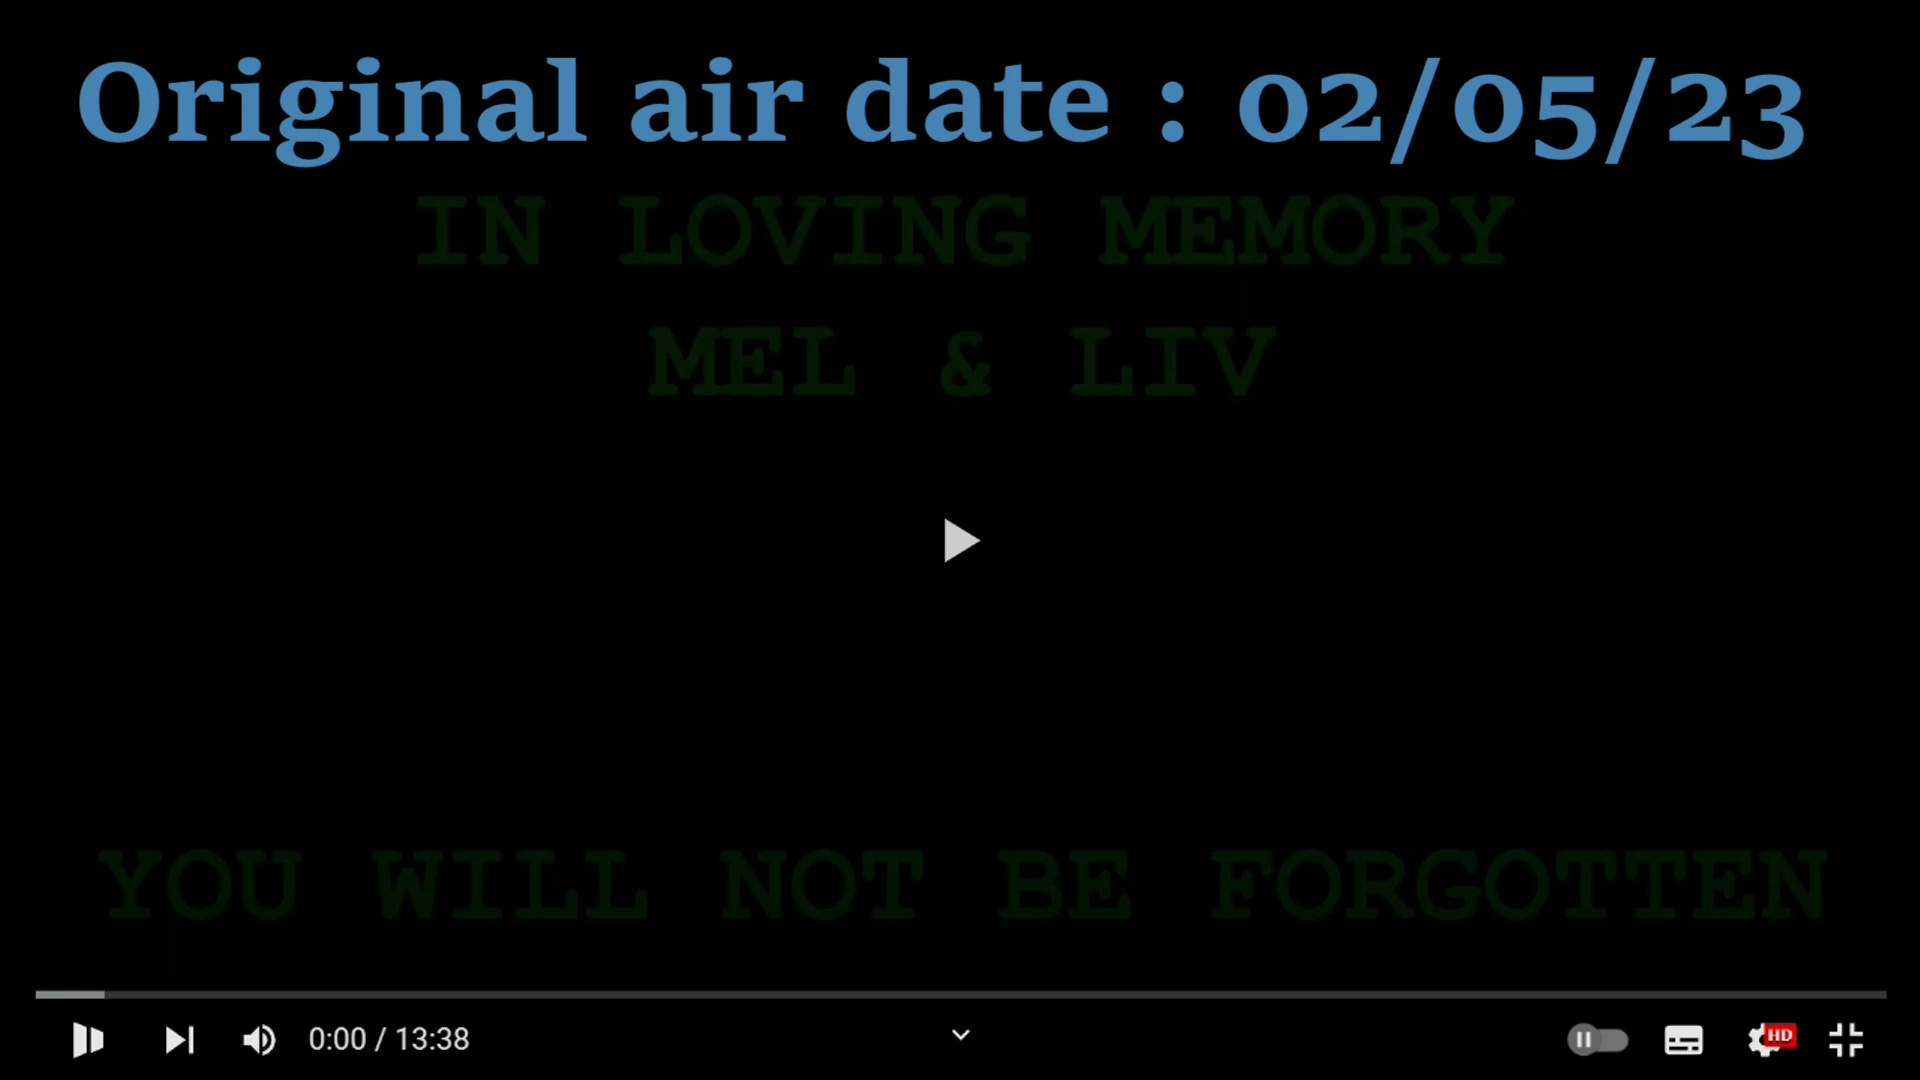 Original air date : 02/05/23
IN LOVING MEMORY
MEL & LIV
YOU WILL NOT BE FORGOTTEN
0:00 / 13:38
HD